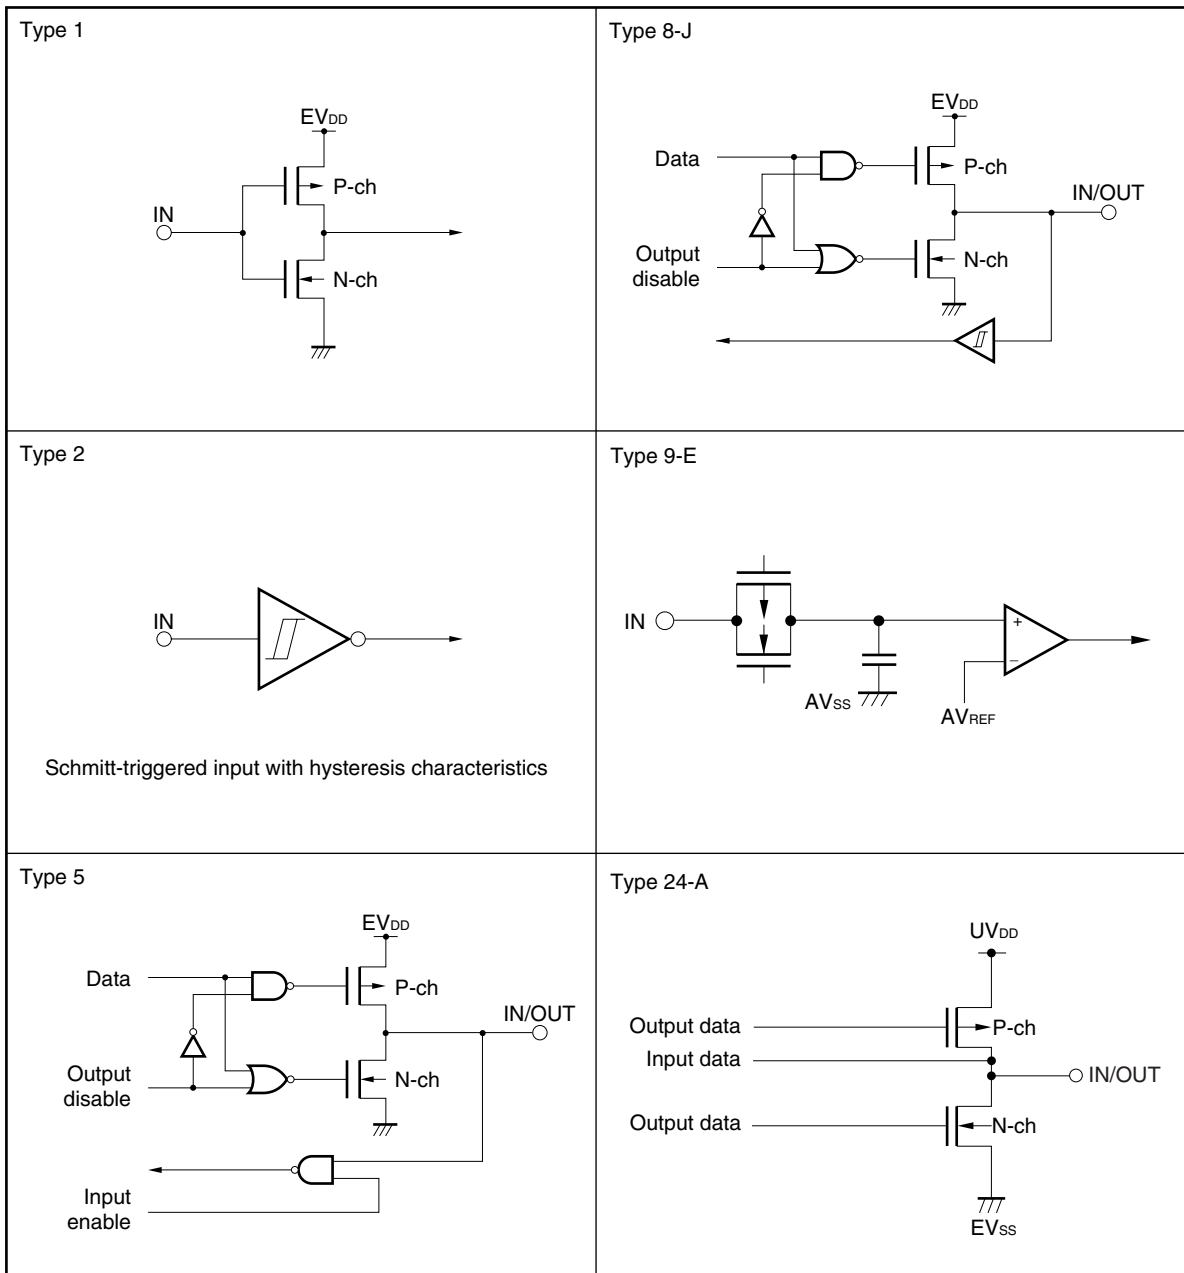 Type 1
EVDD
P-ch
IN
N-ch
Type 8-J
EVDD
Data
P-ch
IN/OUT
Output
disable
N-ch
Type 2
IN
Schmitt-triggered input with hysteresis characteristics
Type 9-E
IN
+
−
AVSS
AVREF
Type 5
EVDD
Data
P-ch
IN/OUT
Output
disable
N-ch
Input
enable
Type 24-A
UVDD
Output data
P-ch
Input data
IN/OUT
Output data
N-ch
EVSS